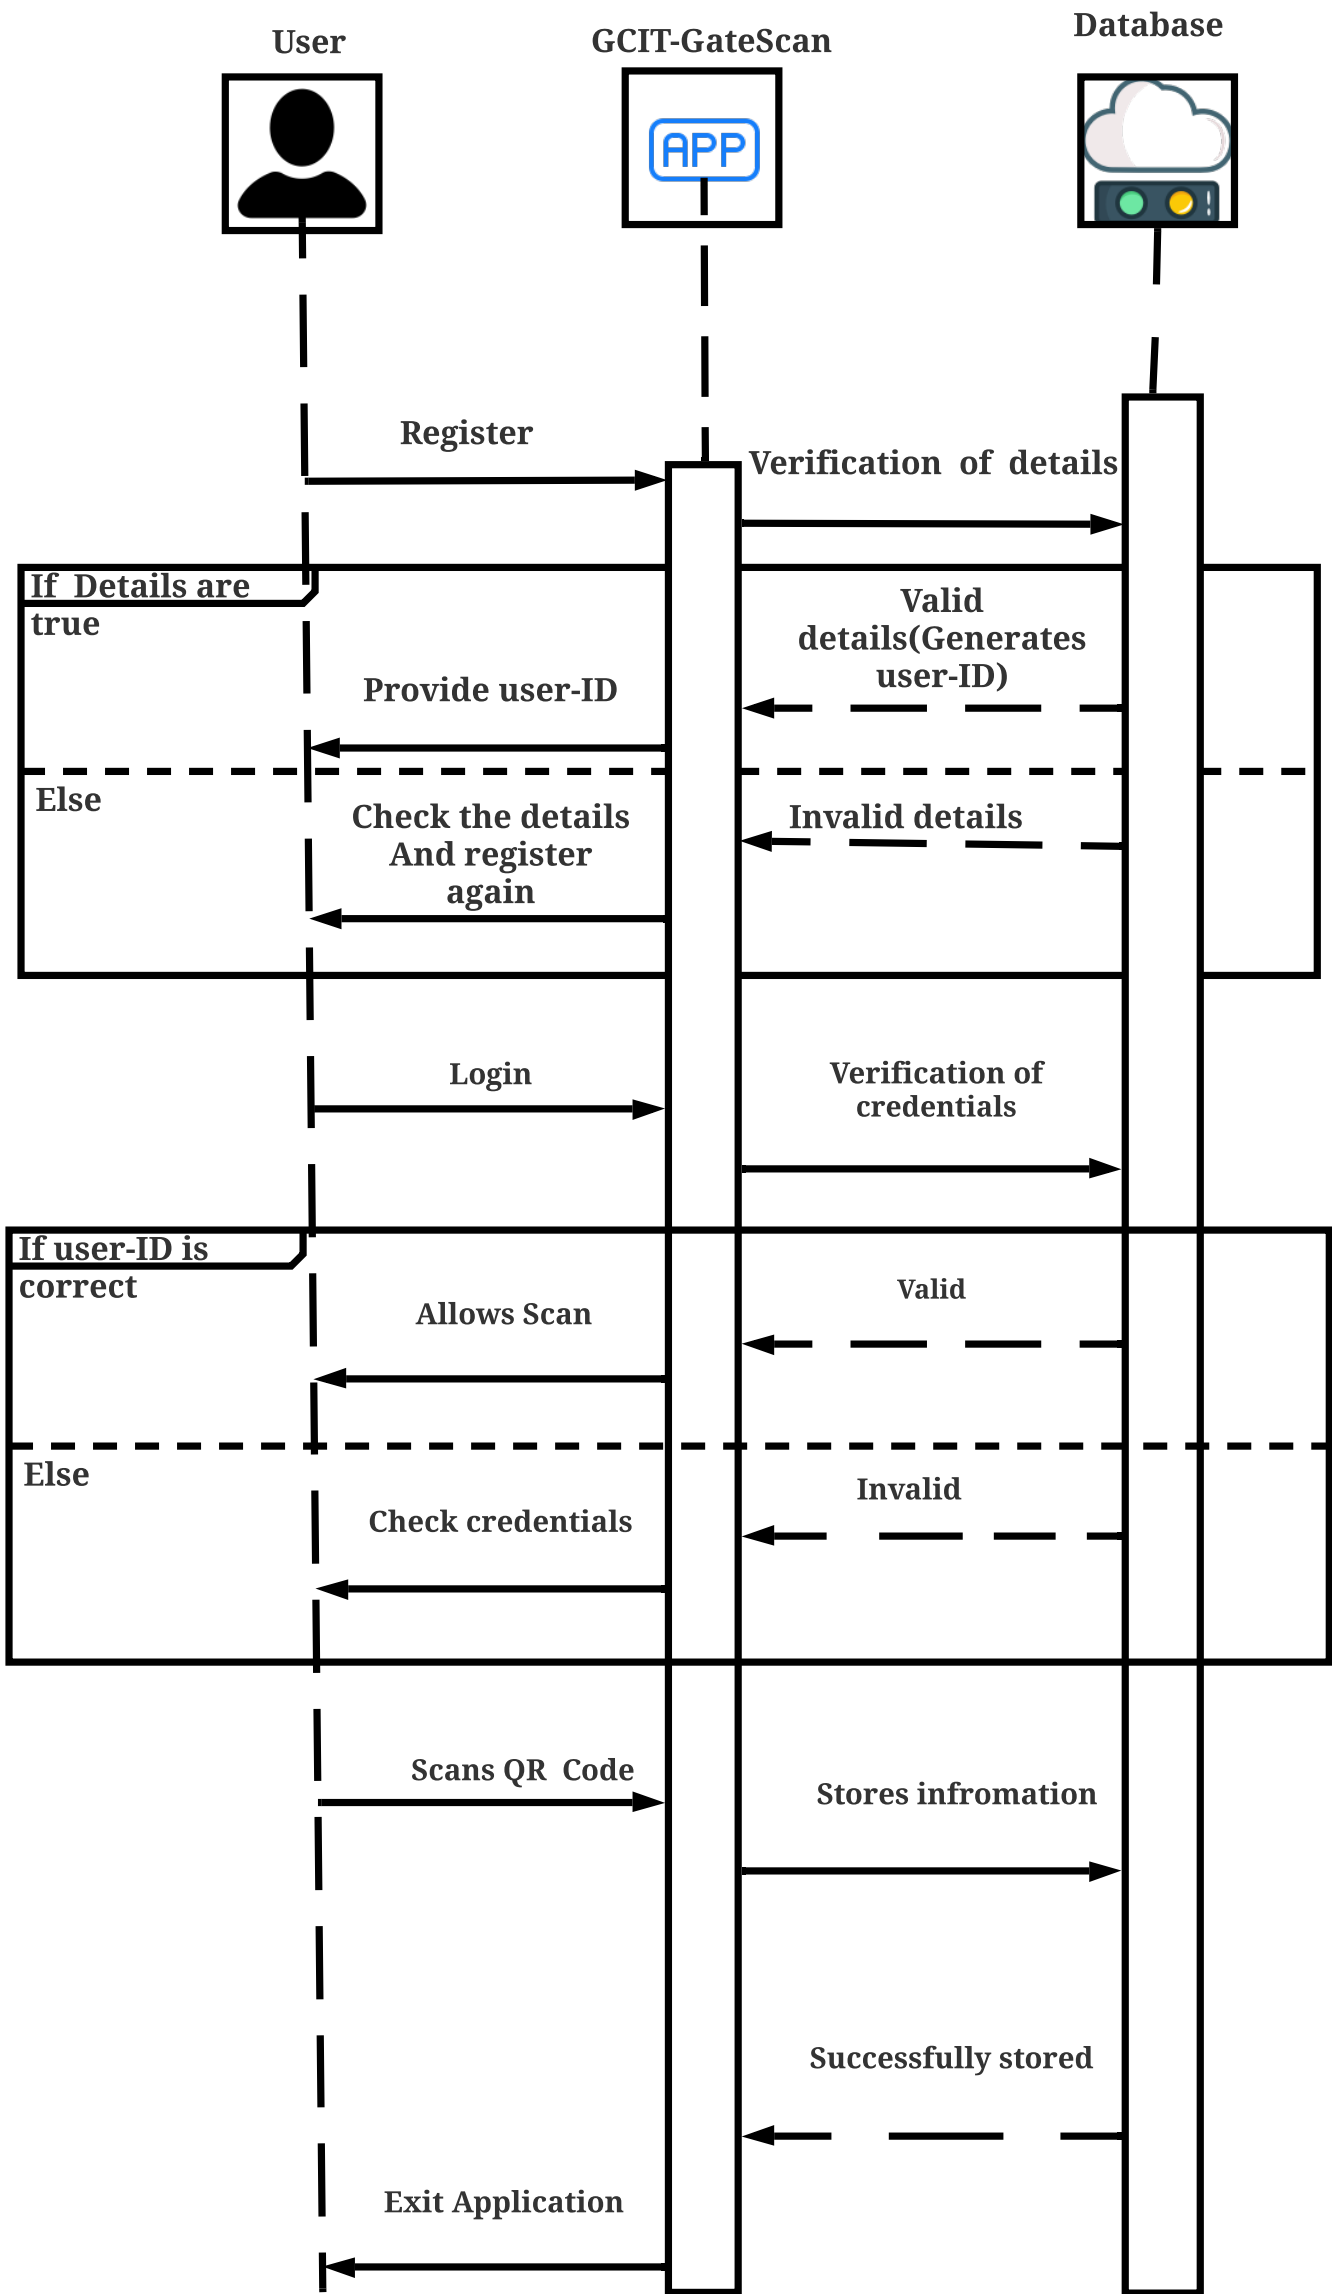 User
GCIT-GateScan
Database
APP
Register
Verification of details
If Details are
true
Valid
details(Generates
user-ID)
Provide user-ID
Else
Check the details
And register
again
Invalid details
Login
Verification of
credentials
If user-ID is
correct
Valid
Allows Scan
Else
Invalid
Check credentials
Scans QR Code
Stores infromation
Successfully stored
Exit Application